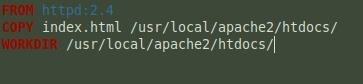 FROM httpd:2.4
COPY index.html /usr/local/apache2/htdocs/
WORKDIR /usr/local/apache2/htdocs/